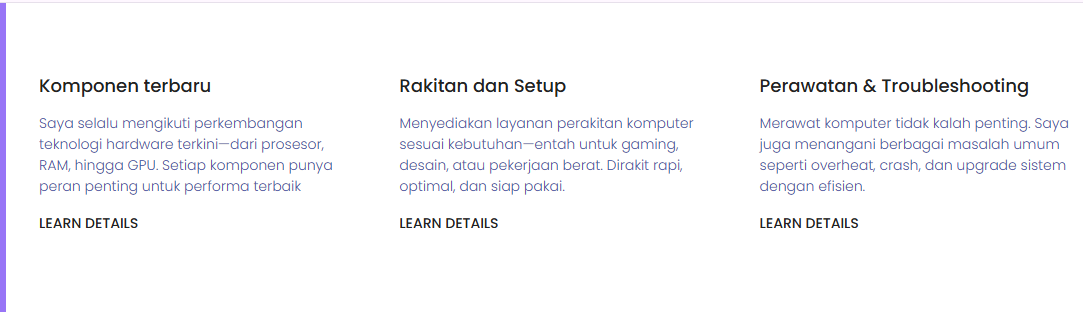 Komponen terbaru
Saya selalu mengikuti perkembangan
teknologi hardware terkini—dari prosesor,
RAM, hingga GPU. Setiap komponen punya
peran penting untuk performa terbaik
LEARN DETAILS
Rakitan dan Setup
Menyediakan layanan perakitan komputer
sesuai kebutuhan—entah untuk gaming,
desain, atau pekerjaan berat. Dirakit rapi,
optimal, dan siap pakai.
LEARN DETAILS
Perawatan & Troubleshooting
Merawat komputer tidak kalah penting. Saya
juga menangani berbagai masalah umum
seperti overheat, crash, dan upgrade sistem
dengan efisien.
LEARN DETAILS